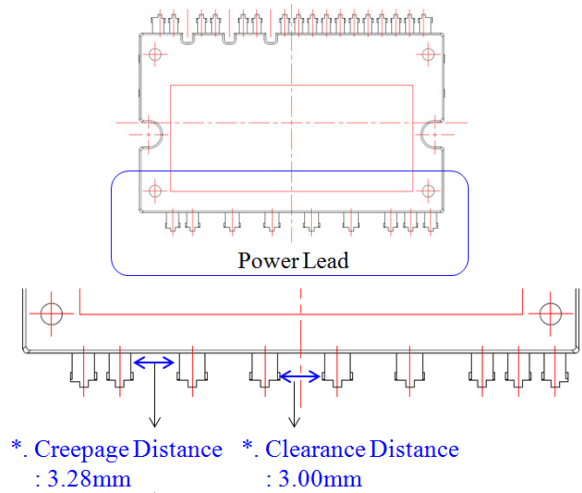 Power Lead
*. Creepage Distance
: 3.28mm
*. Clearance Distance
: 3.00mm